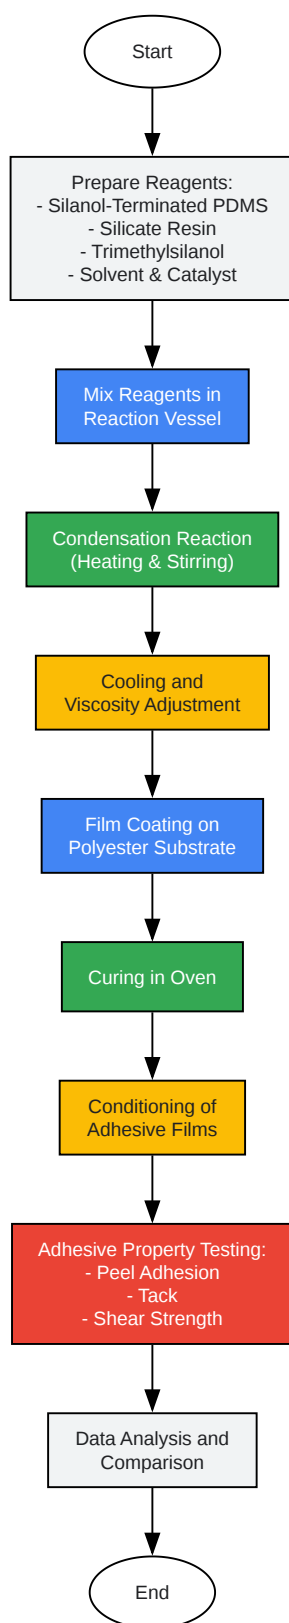 Start
Prepare Reagents:
- Silanol-Terminated PDMS
- Silicate Resin
- Trimethylsilanol
- Solvent & Catalyst
Mix Reagents in
Reaction Vessel
Condensation Reaction
(Heating & Stirring)
Cooling and
Viscosity Adjustment
Film Coating on
Polyester Substrate
Curing in Oven
Conditioning of
Adhesive Films
Adhesive Property Testing:
- Peel Adhesion
- Tack
- Shear Strength
Data Analysis and
Comparison
End